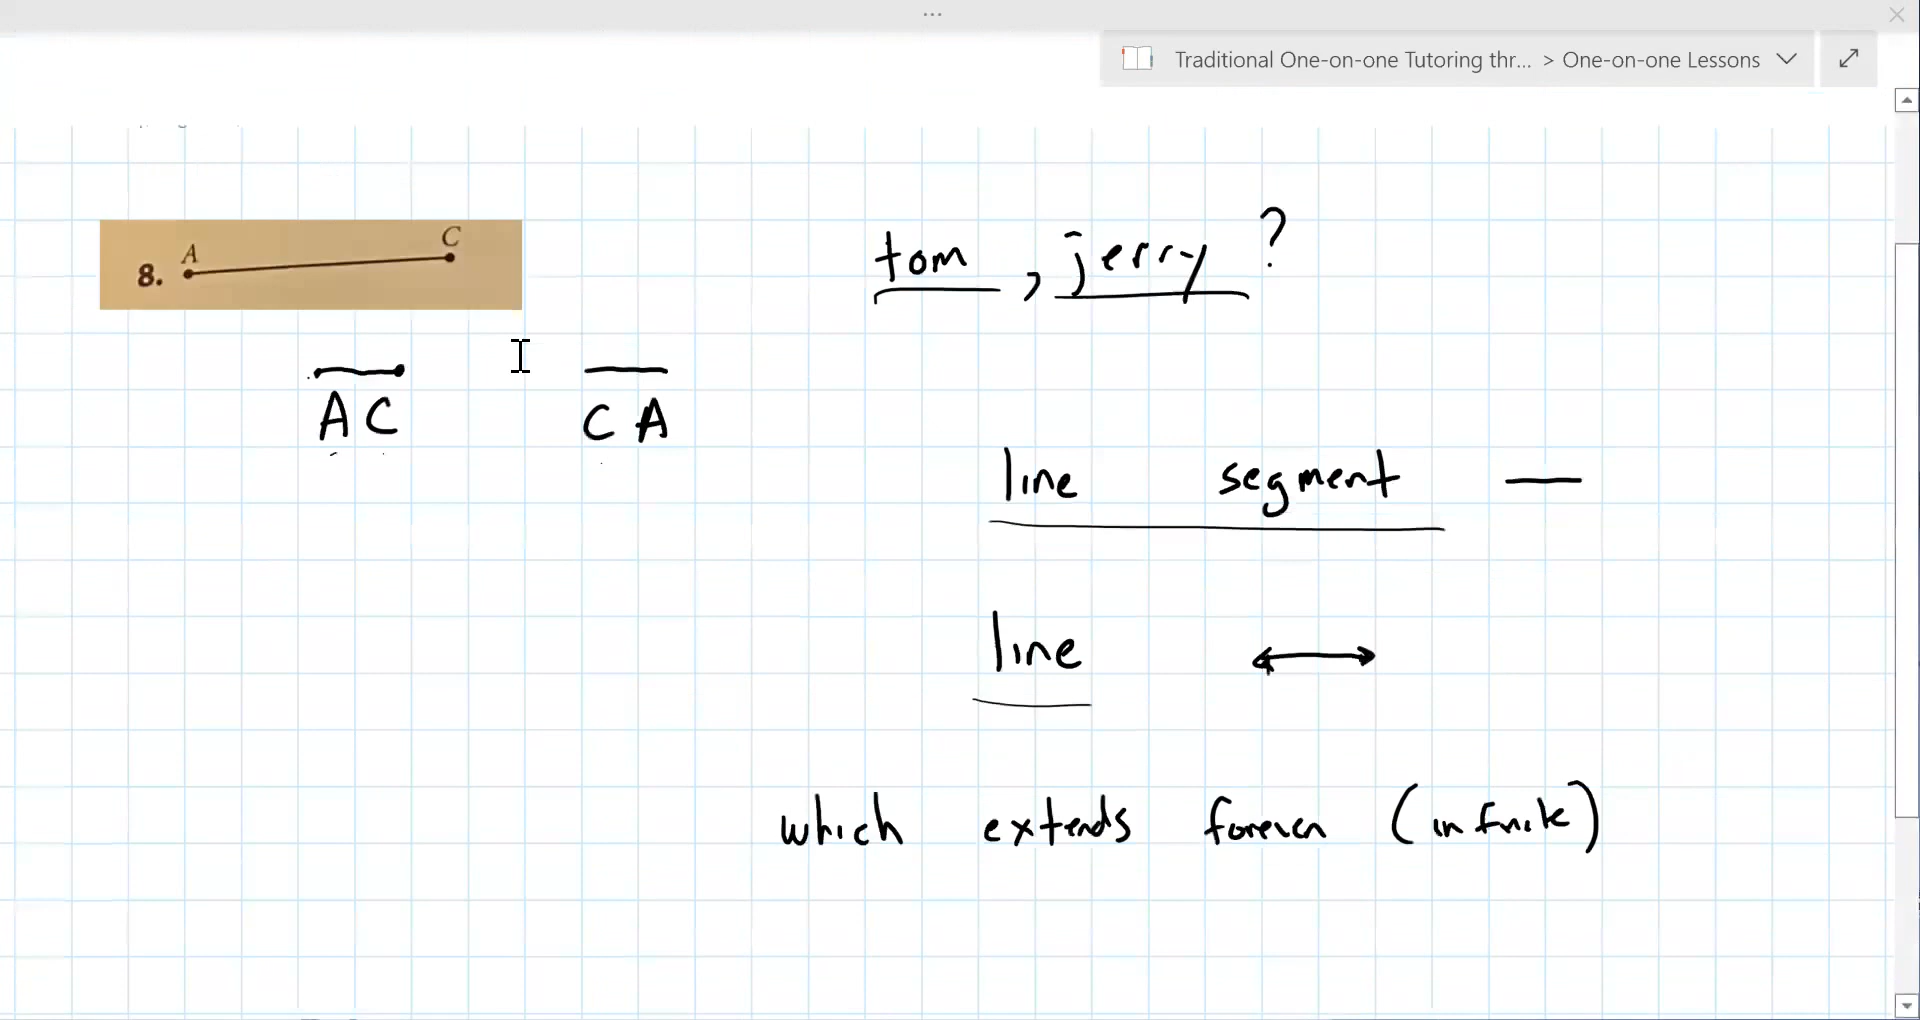 Traditional One-on-one Tutoring thr... > One-on-one Lessons
8. A C
tom, jerry ?
AC CA
line segment —
line ↔
which extends forever (infinite)